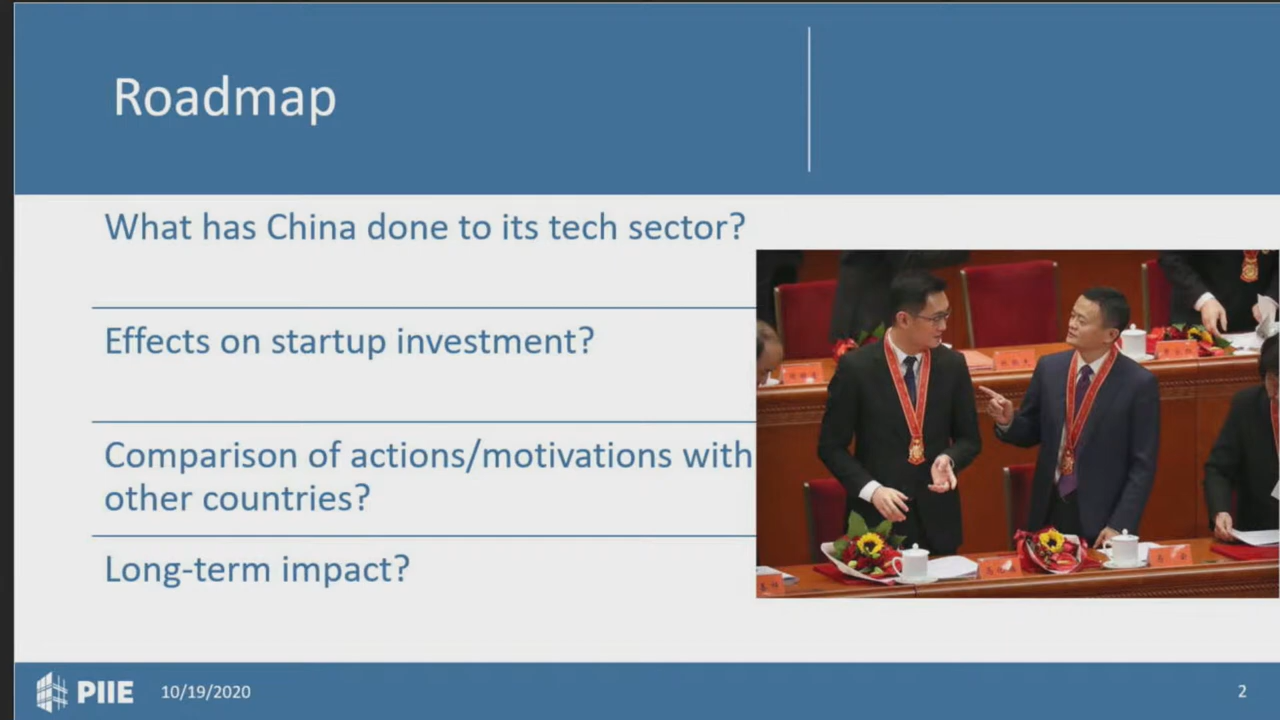 Roadmap
What has China done to its tech sector?
Effects on startup investment?
Comparison of actions/motivations with
other countries?
Long-term impact?
PIIE 10/19/2020
2